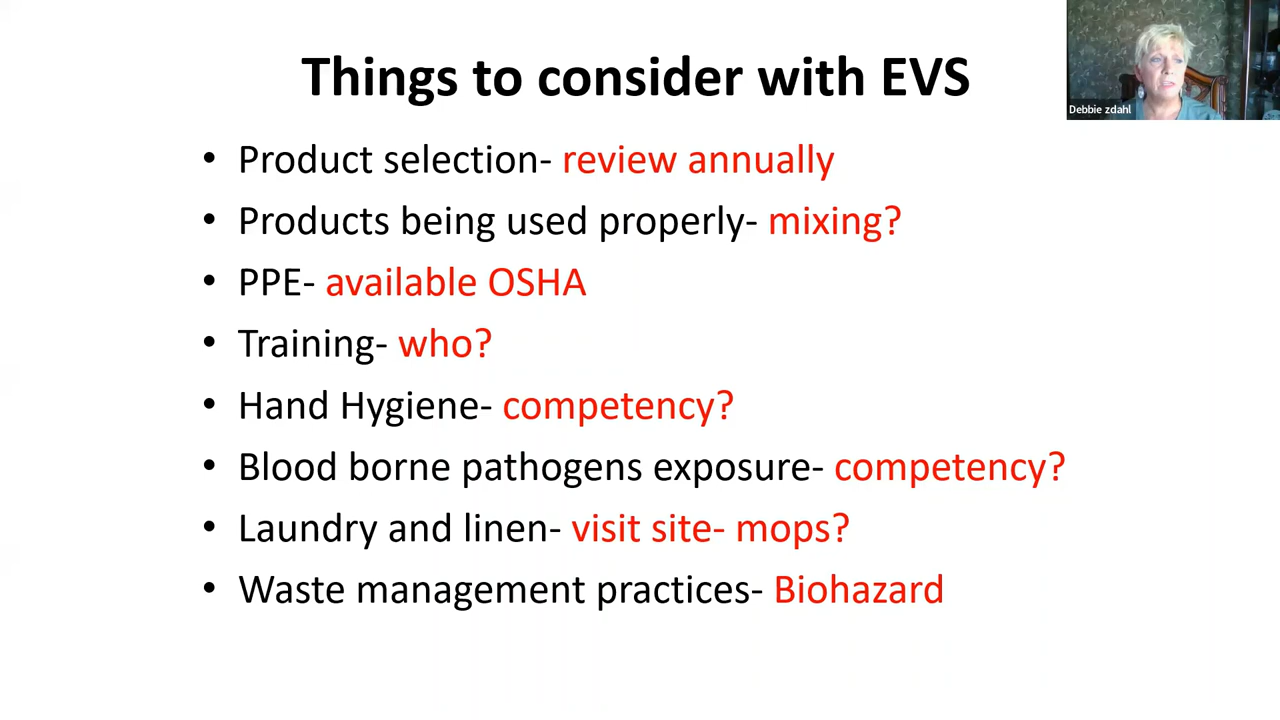 Things to consider with EVS
Debbie zdahl
• Product selection- review annually
• Products being used properly- mixing?
• PPE- available OSHA
• Training- who?
• Hand Hygiene- competency?
• Blood borne pathogens exposure- competency?
• Laundry and linen- visit site- mops?
• Waste management practices- Biohazard